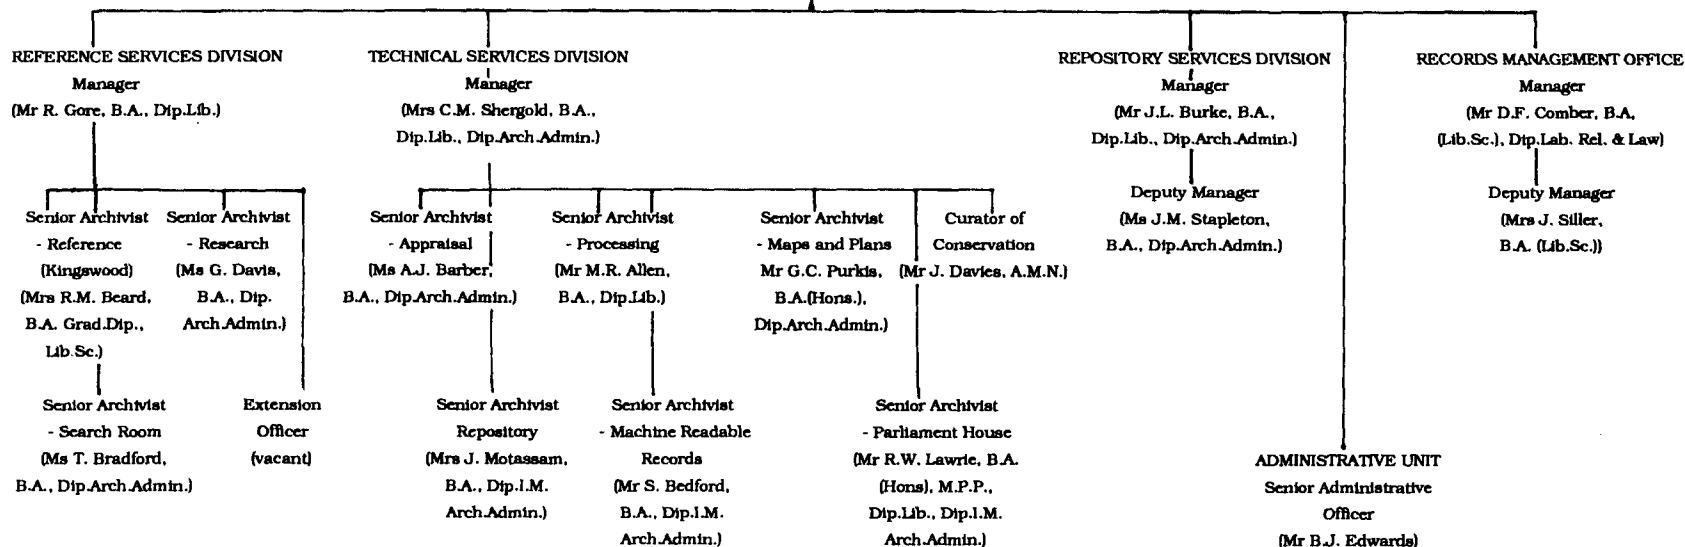 REFERENCE SERVICES DIVISION
Manager
(Mr R. Gore, B.A., Dip.Lib.)
TECHNICAL SERVICES DIVISION
Manager
(Mrs C.M. Shergold, B.A.,
Dip.Lib., Dip.Arch.Admin.)
REPOSITORY SERVICES DIVISION
Manager
(Mr J.L. Burke, B.A.,
Dip.Lib., Dip.Arch.Admin.)
Deputy Manager
(Ms J.M. Stapleton,
B.A., Dip.Arch.Admin.)
RECORDS MANAGEMENT OFFICE
Manager
(Mr D.F. Comber, B.A,
(Lib.Sc.), Dip.Lab. Rel. & Law)
Deputy Manager
(Mrs J. Siller,
B.A. (Lib.Sc.))
Senior Archivist
- Reference
(Kingswood)
(Mrs R.M. Beard,
B.A. Grad.Dip.,
Lib.Sc.)
Senior Archivist
- Research
(Ms G. Davis,
B.A., Dip.
Arch.Admin.)
Senior Archivist
- Appraisal
(Ms A.J. Barber,
B.A., Dip.Arch.Admin.)
Senior Archivist
- Processing
(Mr M.R. Allen,
B.A., Dip.Lib.)
Senior Archivist
- Maps and Plans
Mr G.C. Purkis,
B.A.(Hons.),
Dip.Arch.Admin.)
Curator of
Conservation
(Mr J. Davies, A.M.N.)
Senior Archivist
- Search Room
(Ms T. Bradford,
B.A., Dip.Arch.Admin.)
Extension
Officer
(vacant)
Senior Archivist
Repository
(Mrs J. Motassam,
B.A., Dip.I.M.
Arch.Admin.)
Senior Archivist
- Machine Readable
Records
(Mr S. Bedford,
B.A., Dip.I.M.
Arch.Admin.)
Senior Archivist
- Parliament House
(Mr R.W. Lawrie, B.A.
(Hons), M.P.P.,
Dip.Lib., Dip.I.M.
Arch.Admin.)
ADMINISTRATIVE UNIT
Senior Administrative
Officer
(Mr B.J. Edwards)